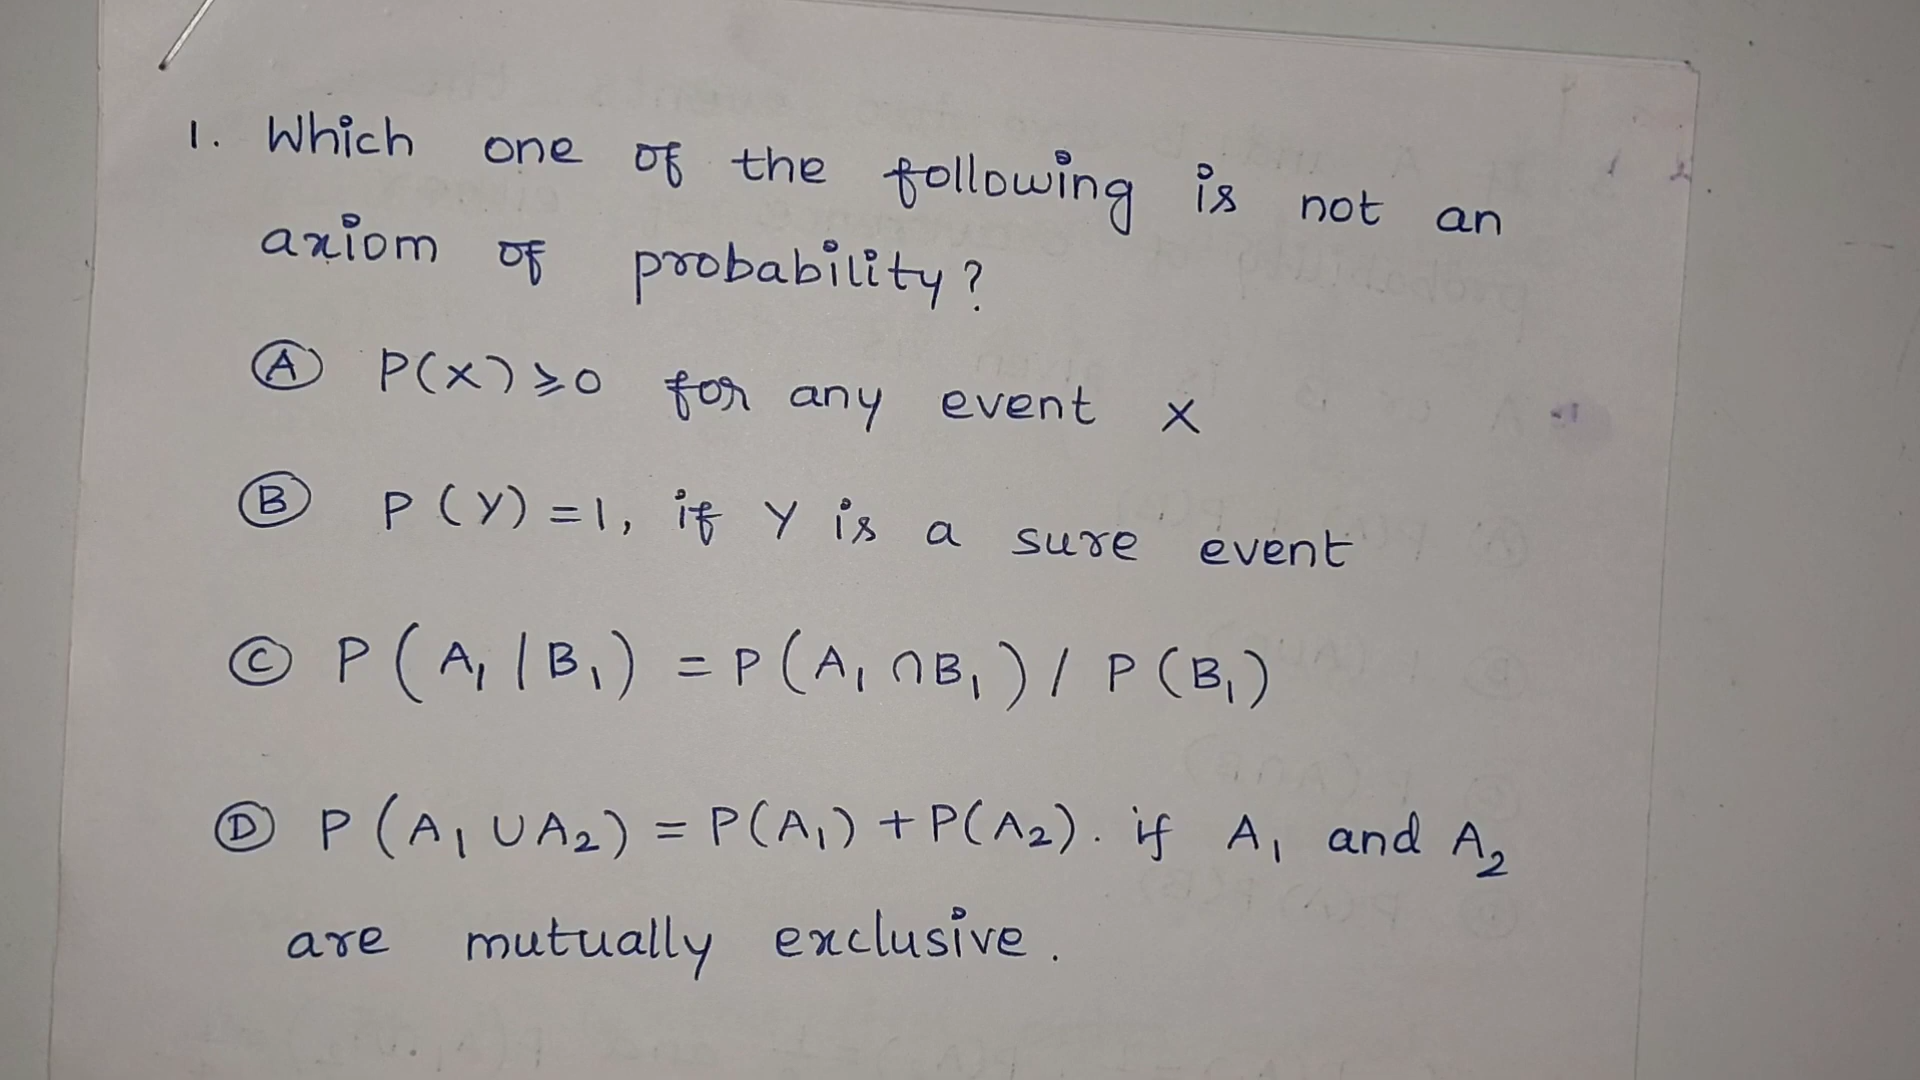 1. Which one of the following is not an
axiom of probability?
Ⓐ P(X)⩾0 for any event X
Ⓑ P(Y)=1, if Y is a sure event
Ⓒ P(A₁|B₁) = P(A₁∩B₁)/P(B₁)
Ⓓ P(A₁∪A₂) = P(A₁)+P(A₂). if A₁ and A₂
are mutually exclusive.